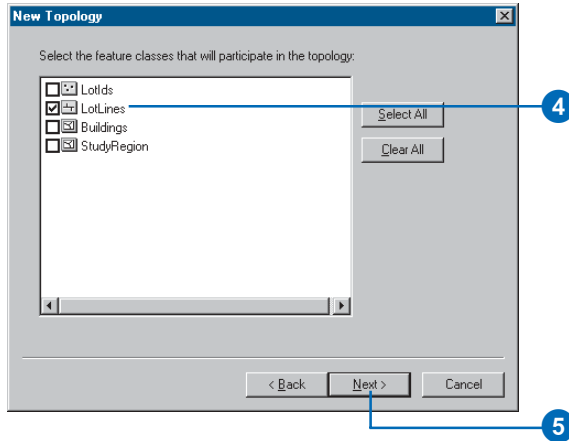 New Topology
Select the feature classes that will participate in the topology:
LotIds
LotLines
Buildings
StudyRegion
4
Select All
Clear All
< Back
Next >
Cancel
5